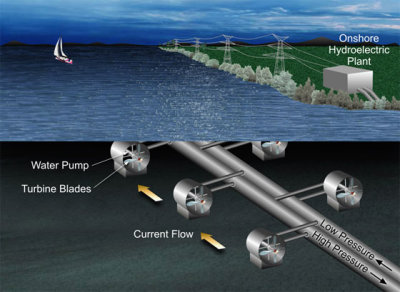 Onshore
Hydroelectric
Plant
Water Pump
Turbine Blades
Current Flow
Low Pressure
High Pressure